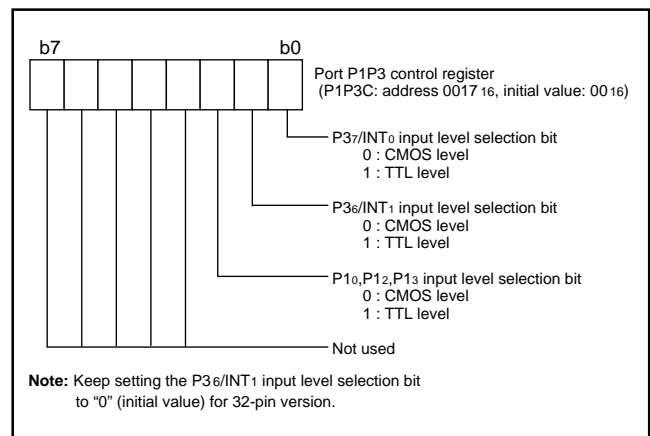 b7 b0
Port P1P3 control register
(P1P3C: address 0017 16, initial value: 00 16)
P37/INT0 input level selection bit
0 : CMOS level
1 : TTL level
P36/INT1 input level selection bit
0 : CMOS level
1 : TTL level
P10,P12,P13 input level selection bit
0 : CMOS level
1 : TTL level
Not used
Note: Keep setting the P3 6/INT1 input level selection bit
to “0” (initial value) for 32-pin version.